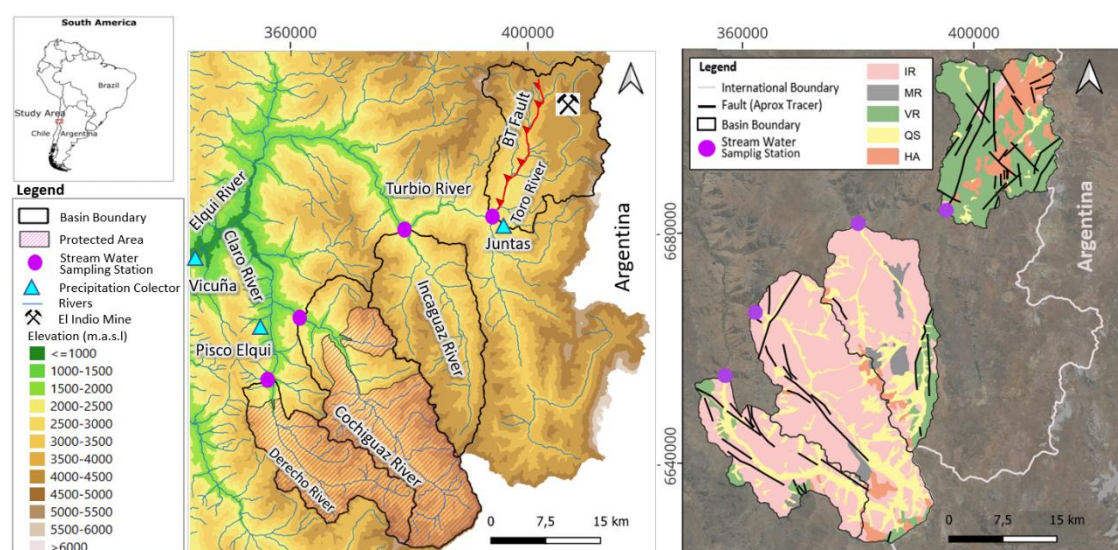 South America
Brazil
Study Area
Chile
Argentina
Legend
Basin Boundary
Protected Area
Stream Water
Sampling Station
Precipitation Colector
Rivers
El Indio Mine
Elevation (m.a.s.l)
<=1000
1000-1500
1500-2000
2000-2500
2500-3000
3000-3500
3500-4000
4000-4500
4500-5000
5000-5500
5500-6000
>6000
360000
400000
BT Fault
Toro River
Turbio River
Juntas
Elqui River
Claro River
Vicuña
Pisco Elqui
Incaguaz River
Cochiguaz River
Derecho River
Argentina
0
7,5
15 km
360000
400000
Legend
International Boundary
Fault (Aprox Tracer)
Basin Boundary
Stream Water
Samplig Station
IR
MR
VR
QS
HA
6680000
6640000
Argentina
0
7,5
15 km